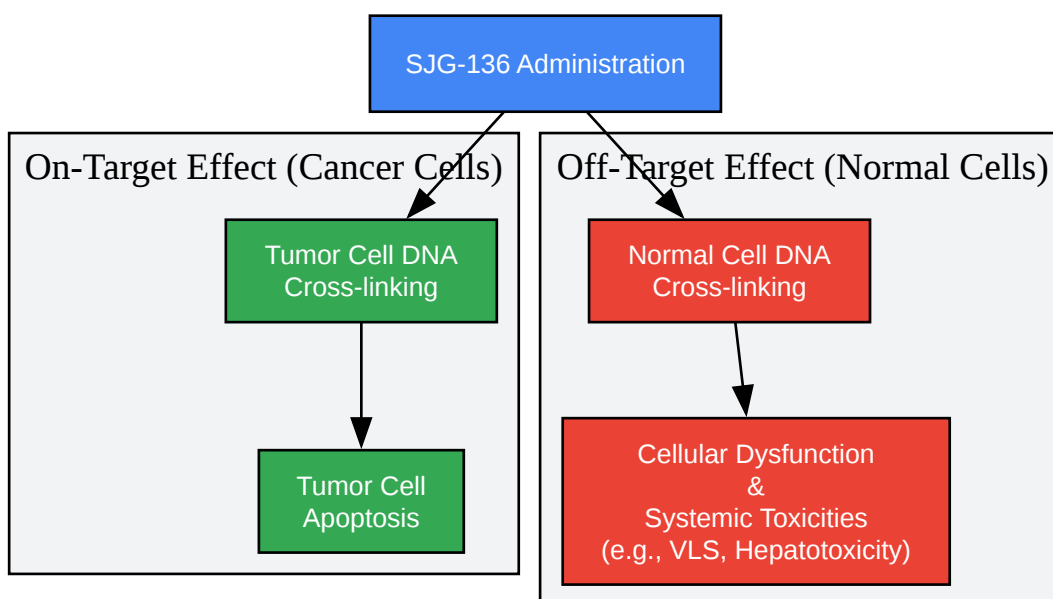 SJG-136 Administration
On-Target Effect (Cancer Cells)
Off-Target Effect (Normal Cells)
Tumor Cell DNA
Cross-linking
Normal Cell DNA
Cross-linking
Tumor Cell
Apoptosis
Cellular Dysfunction
&
Systemic Toxicities
(e.g., VLS, Hepatotoxicity)